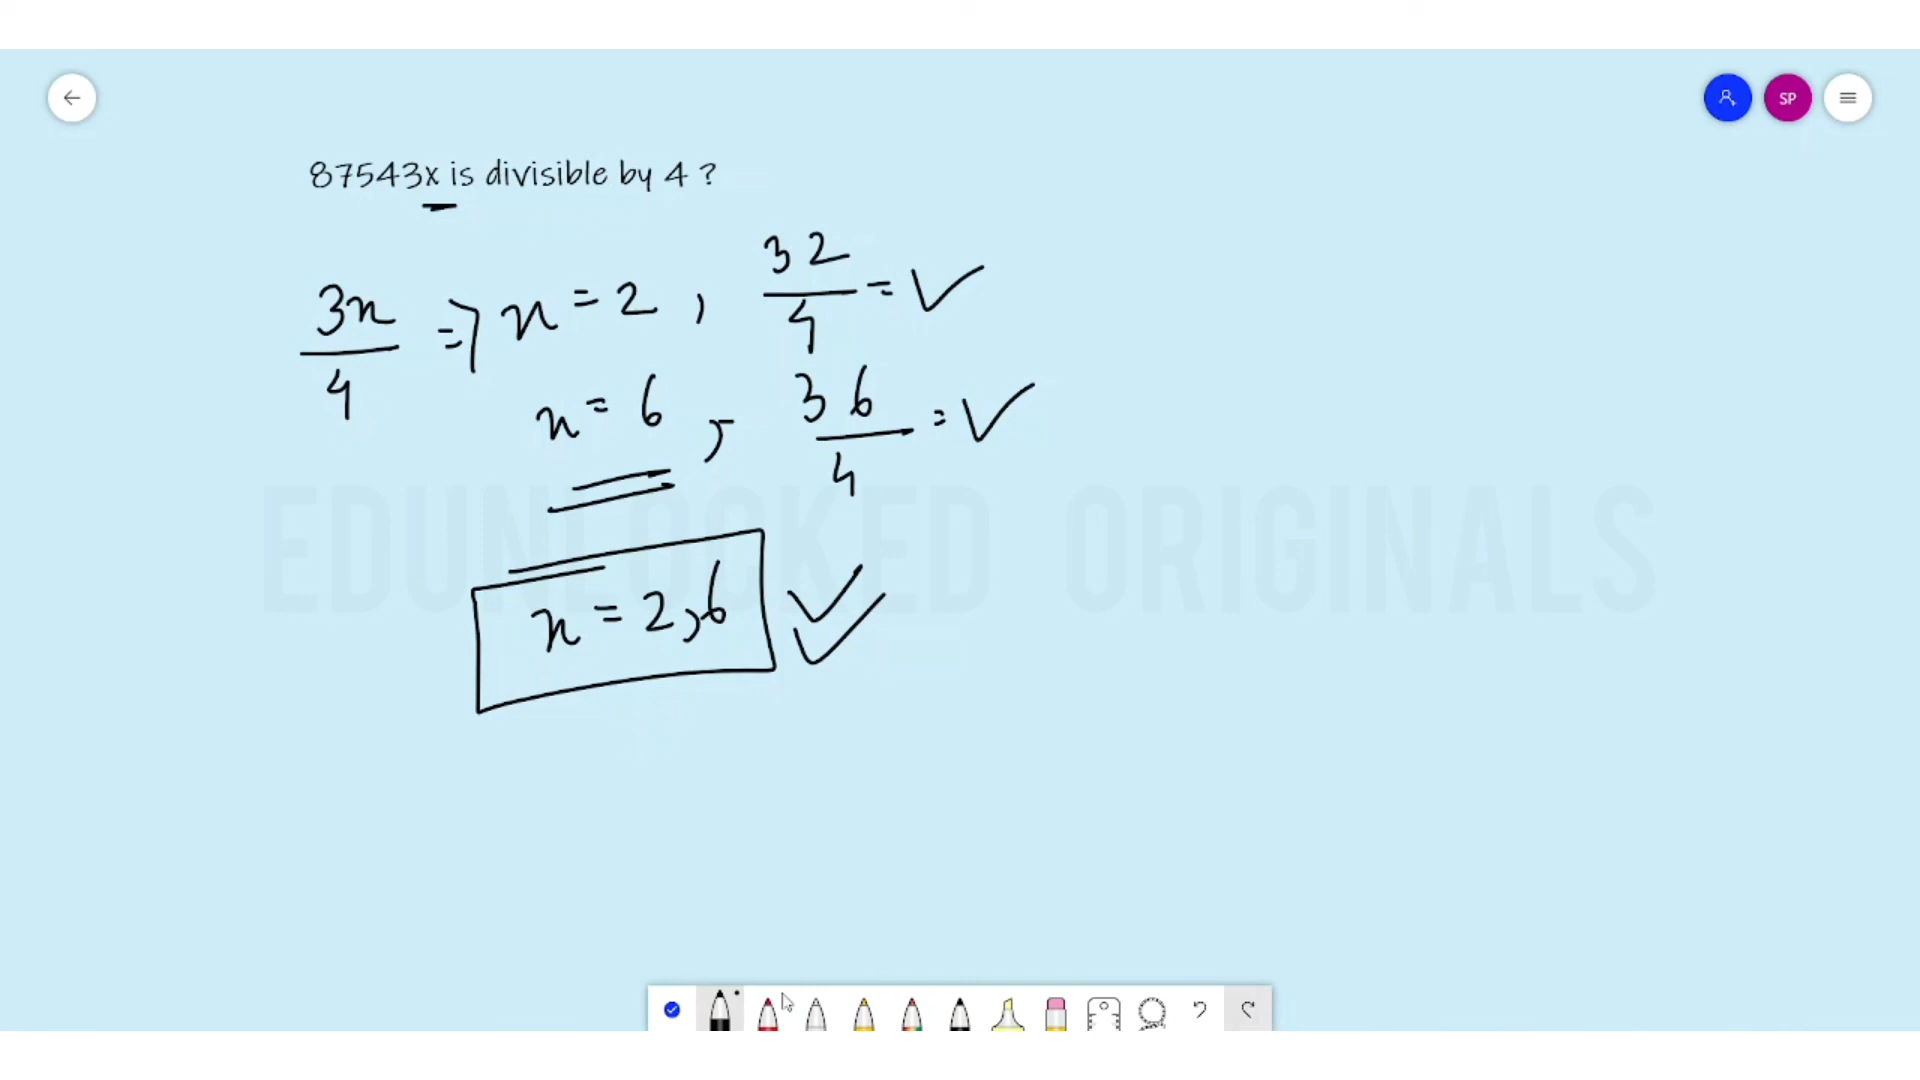 SP
87543x is divisible by 4 ?
3x/4 => x = 2 , 32/4 = ✓
x = 6 , 36/4 = ✓
EDUNLOCKED ORIGINALS
x = 2,6 ✓✓